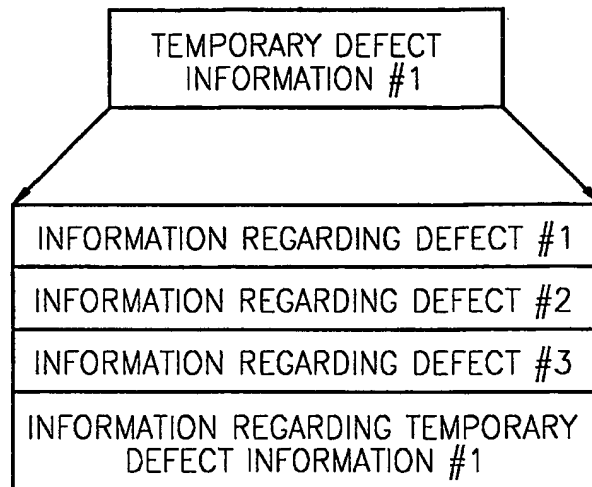 TEMPORARY DEFECT
INFORMATION #1
INFORMATION REGARDING DEFECT #1
INFORMATION REGARDING DEFECT #2
INFORMATION REGARDING DEFECT #3
INFORMATION REGARDING TEMPORARY
DEFECT INFORMATION #1